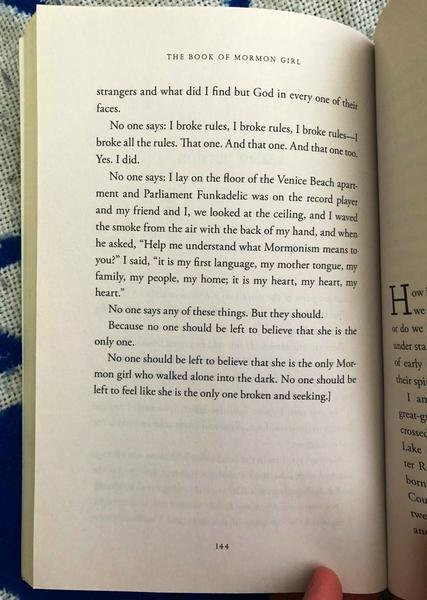 THE BOOK OF MORMON GIRL
strangers and what did I find but God in every one of their
faces.
No one says: I broke rules, I broke rules, I broke rules—I
broke all the rules. That one. And that one. And that one too.
Yes. I did.
No one says: I lay on the floor of the Venice Beach apart-
ment and Parliament Funkadelic was on the record player
and my friend and I, we looked at the ceiling, and I waved
the smoke from the air with the back of my hand, and when
he asked, “Help me understand what Mormonism means to
you?” I said, “it is my first language, my mother tongue, my
family, my people, my home; it is my heart, my heart, my
heart.”
No one says any of these things. But they should.
Because no one should be left to believe that she is the
only one.
No one should be left to believe that she is the only Mor-
mon girl who walked alone into the dark. No one should be
left to feel like she is the only one broken and seeking.]
144
How
we
or do we
under sta
of early
their spi
I am
great-g
crossed
Lake
ter R
born
Cou
twe
and